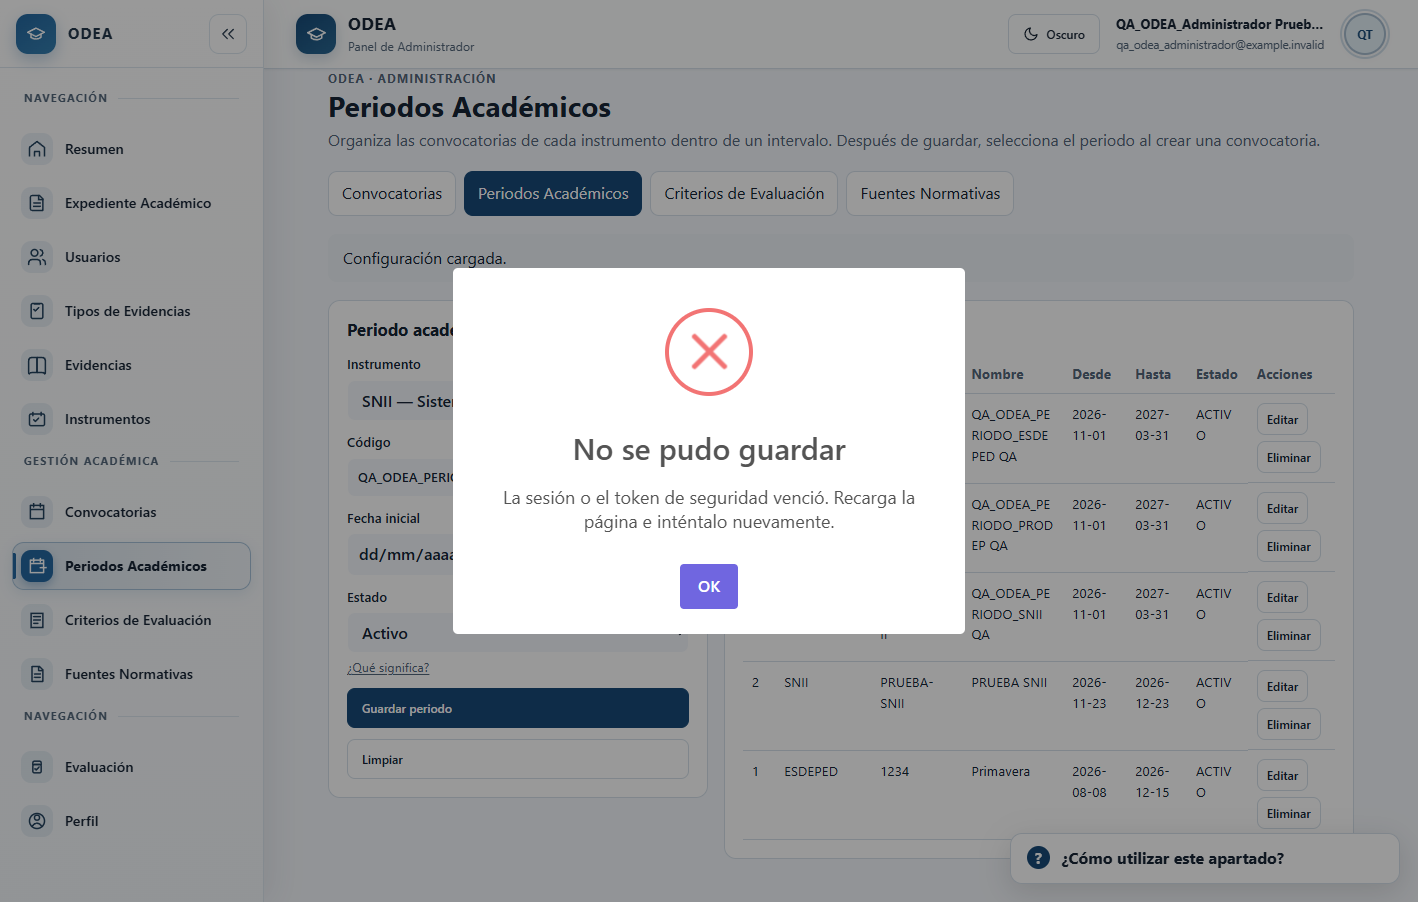 ODEA
NAVEGACIÓN
Resumen
Expediente Académico
Usuarios
Tipos de Evidencias
Evidencias
Instrumentos
GESTIÓN ACADÉMICA
Convocatorias
Periodos Académicos
Criterios de Evaluación
Fuentes Normativas
NAVEGACIÓN
Evaluación
Perfil
ODEA
Panel de Administrador
Oscuro
QA_ODEA_Administrador Prueb...
qa_odea_administrador@example.invalid
QT
ODEA · ADMINISTRACIÓN
Periodos Académicos
Organiza las convocatorias de cada instrumento dentro de un intervalo. Después de guardar, selecciona el periodo al crear una convocatoria.
Convocatorias
Periodos Académicos
Criterios de Evaluación
Fuentes Normativas
Configuración cargada.
Periodo acad
Instrumento
SNII — Sister
Código
QA_ODEA_PERIO
Fecha inicial
dd/mm/aaaa
Estado
Activo
¿Qué significa?
Guardar periodo
Limpiar
No se pudo guardar
La sesión o el token de seguridad venció. Recarga la
página e inténtalo nuevamente.
OK
Nombre Desde Hasta Estado Acciones
QA_ODEA_PE 2026- 2027- ACTIV Editar
RIODO_ESDE 11-01 03-31 O
PED QA Eliminar
QA_ODEA_PE 2026- 2027- ACTIV Editar
RIODO_PROD 11-01 03-31 O
EP QA Eliminar
QA_ODEA_PE 2026- 2027- ACTIV Editar
RIODO_SNII 11-01 03-31 O
QA Eliminar
2 SNII PRUEBA- PRUEBA SNII 2026- 2026- ACTIV Editar
SNII 11-23 12-23 O Eliminar
1 ESDEPED 1234 Primavera 2026- 2026- ACTIV Editar
08-08 12-15 O Eliminar
¿Cómo utilizar este apartado?